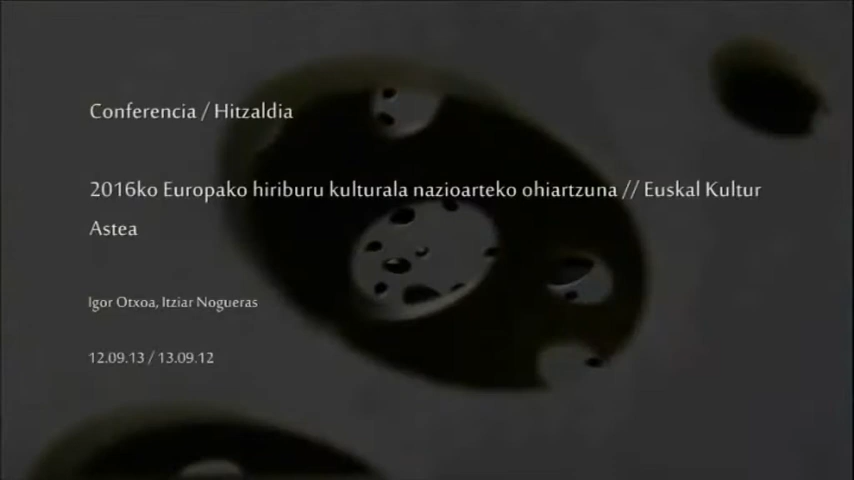 Conferencia / Hitzaldia
2016ko Europako hiriburu kulturala nazioarteko ohiartzuna // Euskal Kultur
Astea
Igor Otxoa, Itziar Nogueras
12.09.13 / 13.09.12